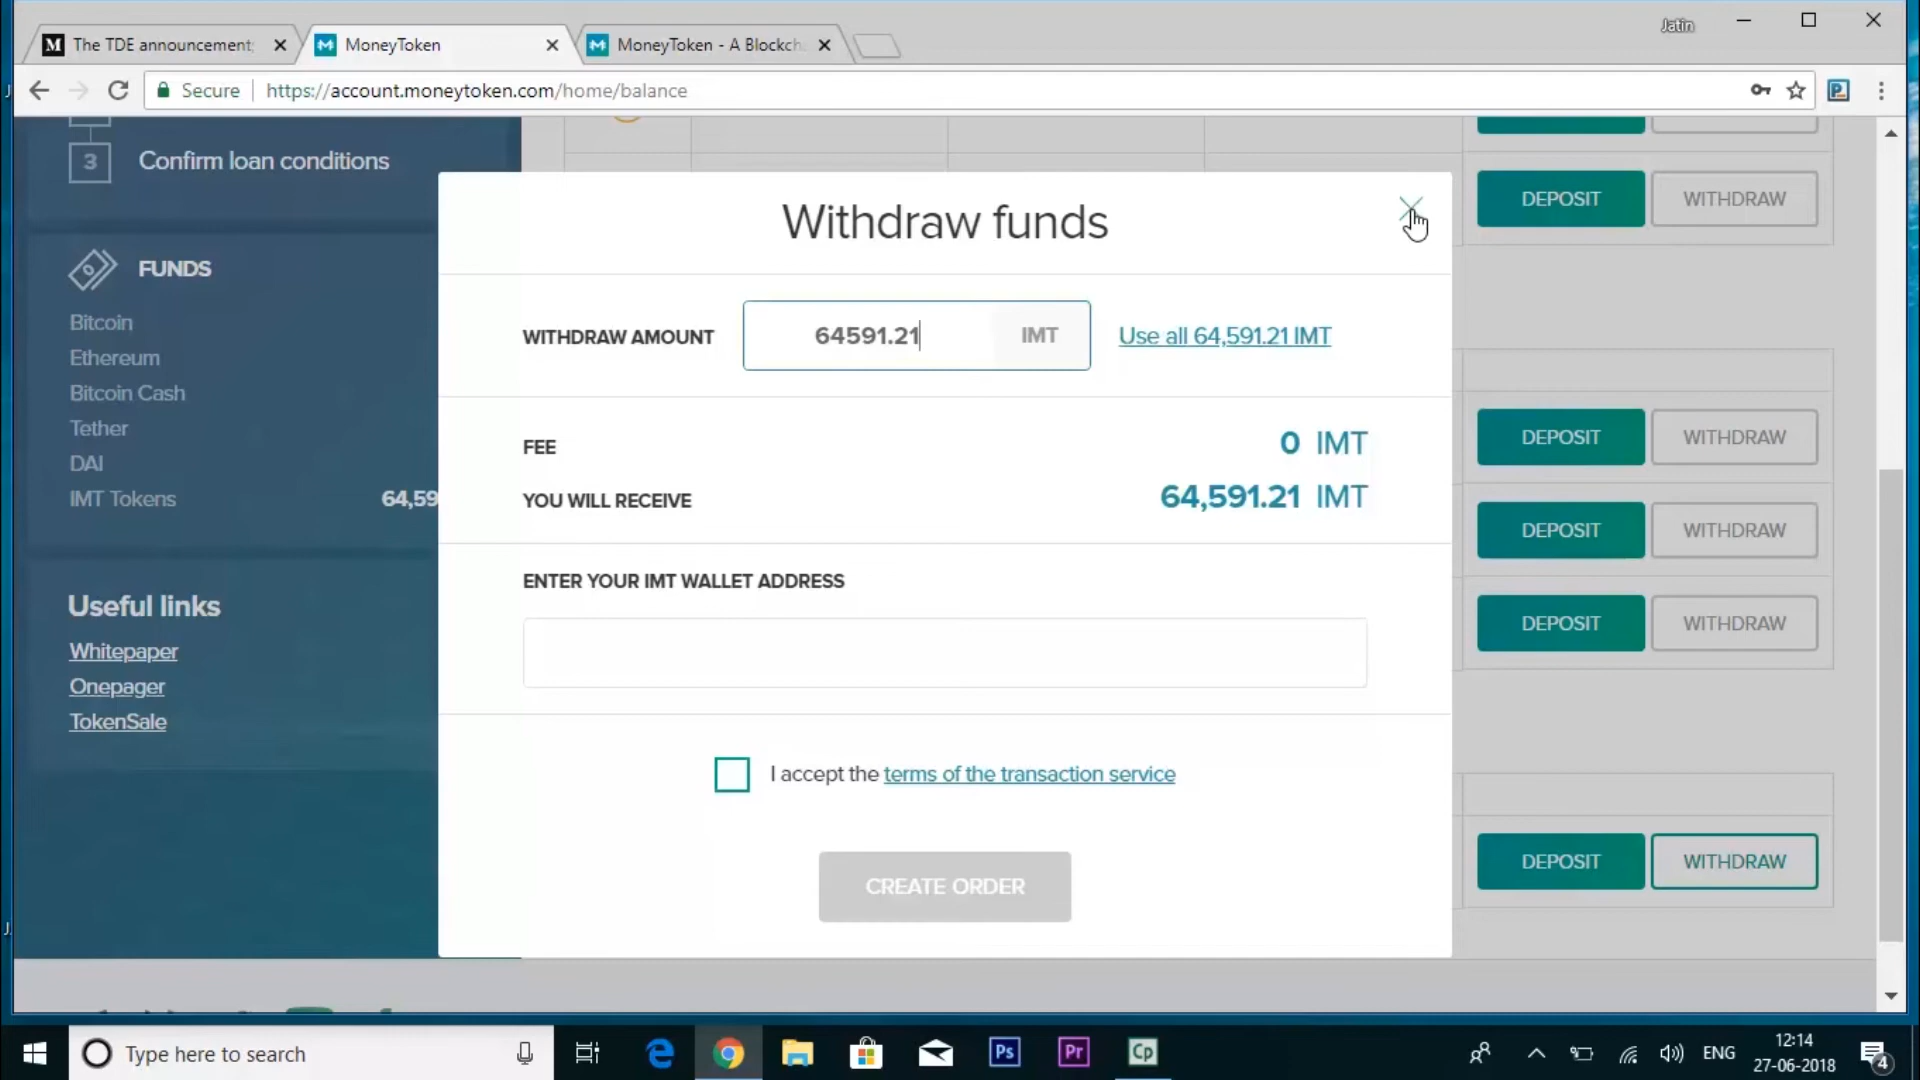 Jatin
M The TDE announcement;
MoneyToken
MoneyToken - A Blockch
Secure
https://account.moneytoken.com/home/balance
3
Confirm loan conditions
FUNDS
Bitcoin
Ethereum
Bitcoin Cash
Tether
DAI
IMT Tokens
64,59
Useful links
Whitepaper
Onepager
TokenSale
Withdraw funds
WITHDRAW AMOUNT
64591.21
IMT
Use all 64,591.21 IMT
FEE
0 IMT
YOU WILL RECEIVE
64,591.21 IMT
ENTER YOUR IMT WALLET ADDRESS
I accept the terms of the transaction service
CREATE ORDER
DEPOSIT
WITHDRAW
DEPOSIT
WITHDRAW
DEPOSIT
WITHDRAW
DEPOSIT
WITHDRAW
DEPOSIT
WITHDRAW
Type here to search
Ps
Pr
Cp
ENG
12:14
27-06-2018
4